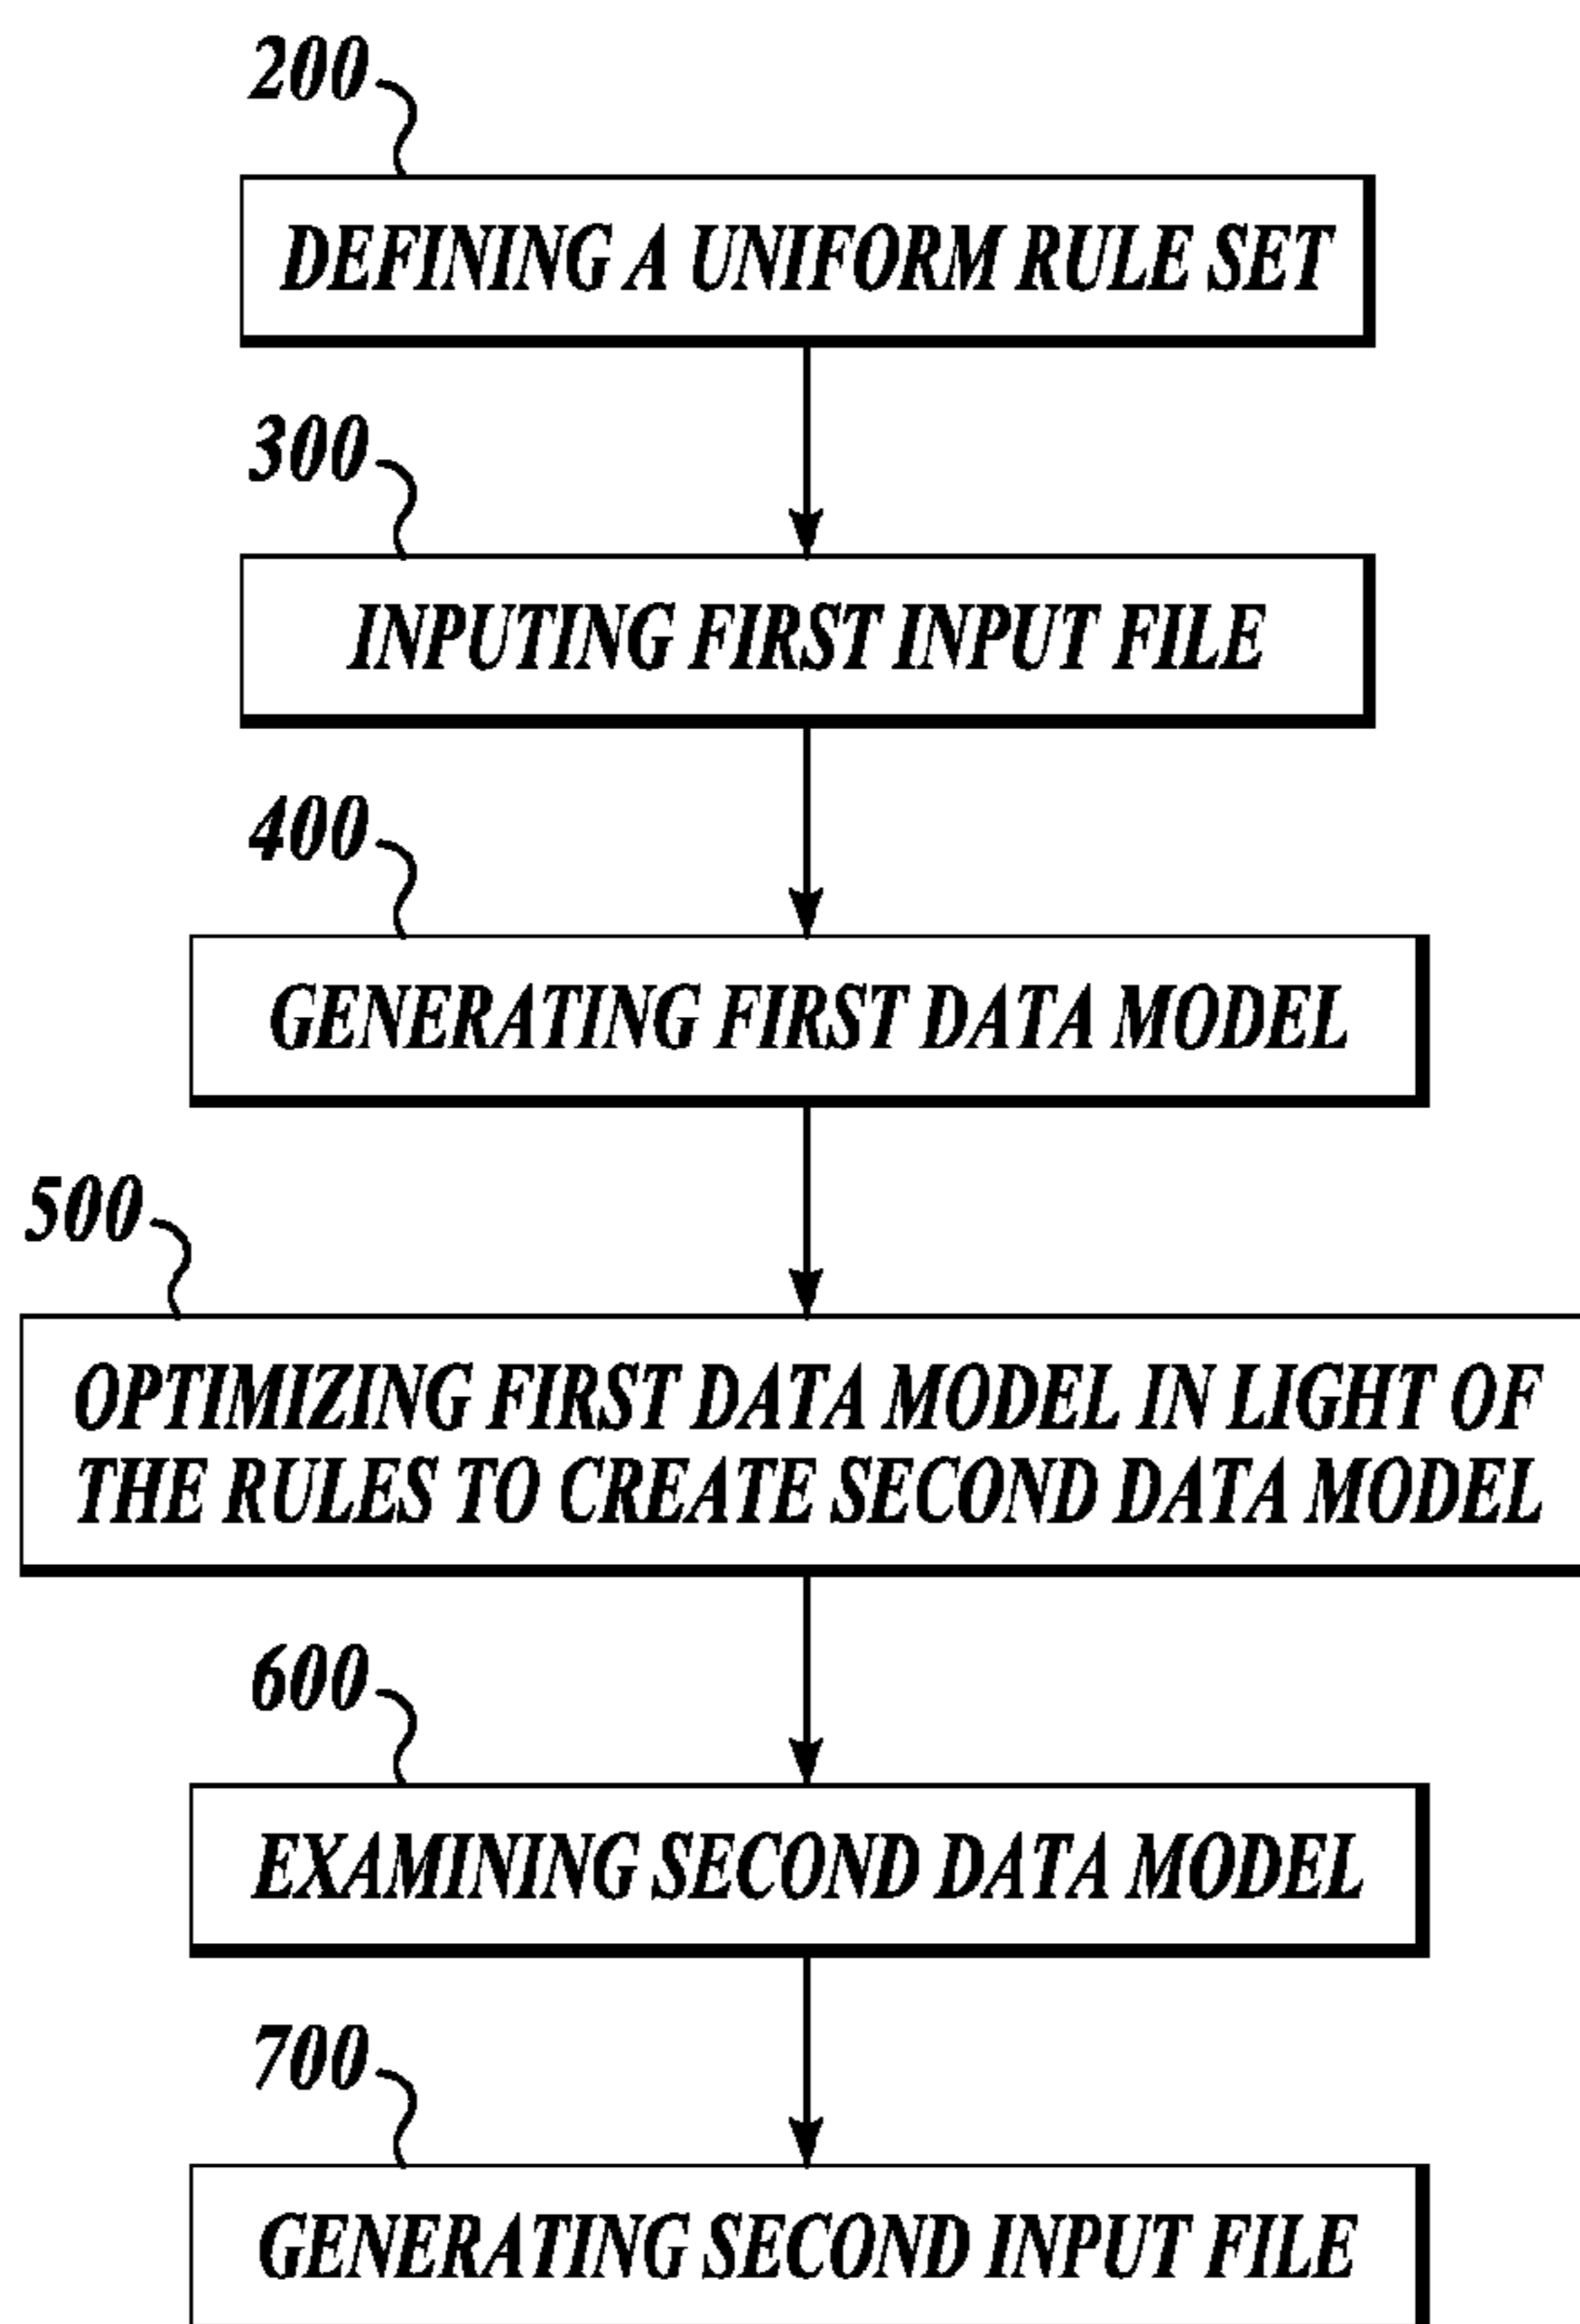 200
DEFINING A UNIFORM RULE SET
300
INPUTING FIRST INPUT FILE
400
GENERATING FIRST DATA MODEL
500
OPTIMIZING FIRST DATA MODEL IN LIGHT OF
THE RULES TO CREATE SECOND DATA MODEL
600
EXAMINING SECOND DATA MODEL
700
GENERATING SECOND INPUT FILE